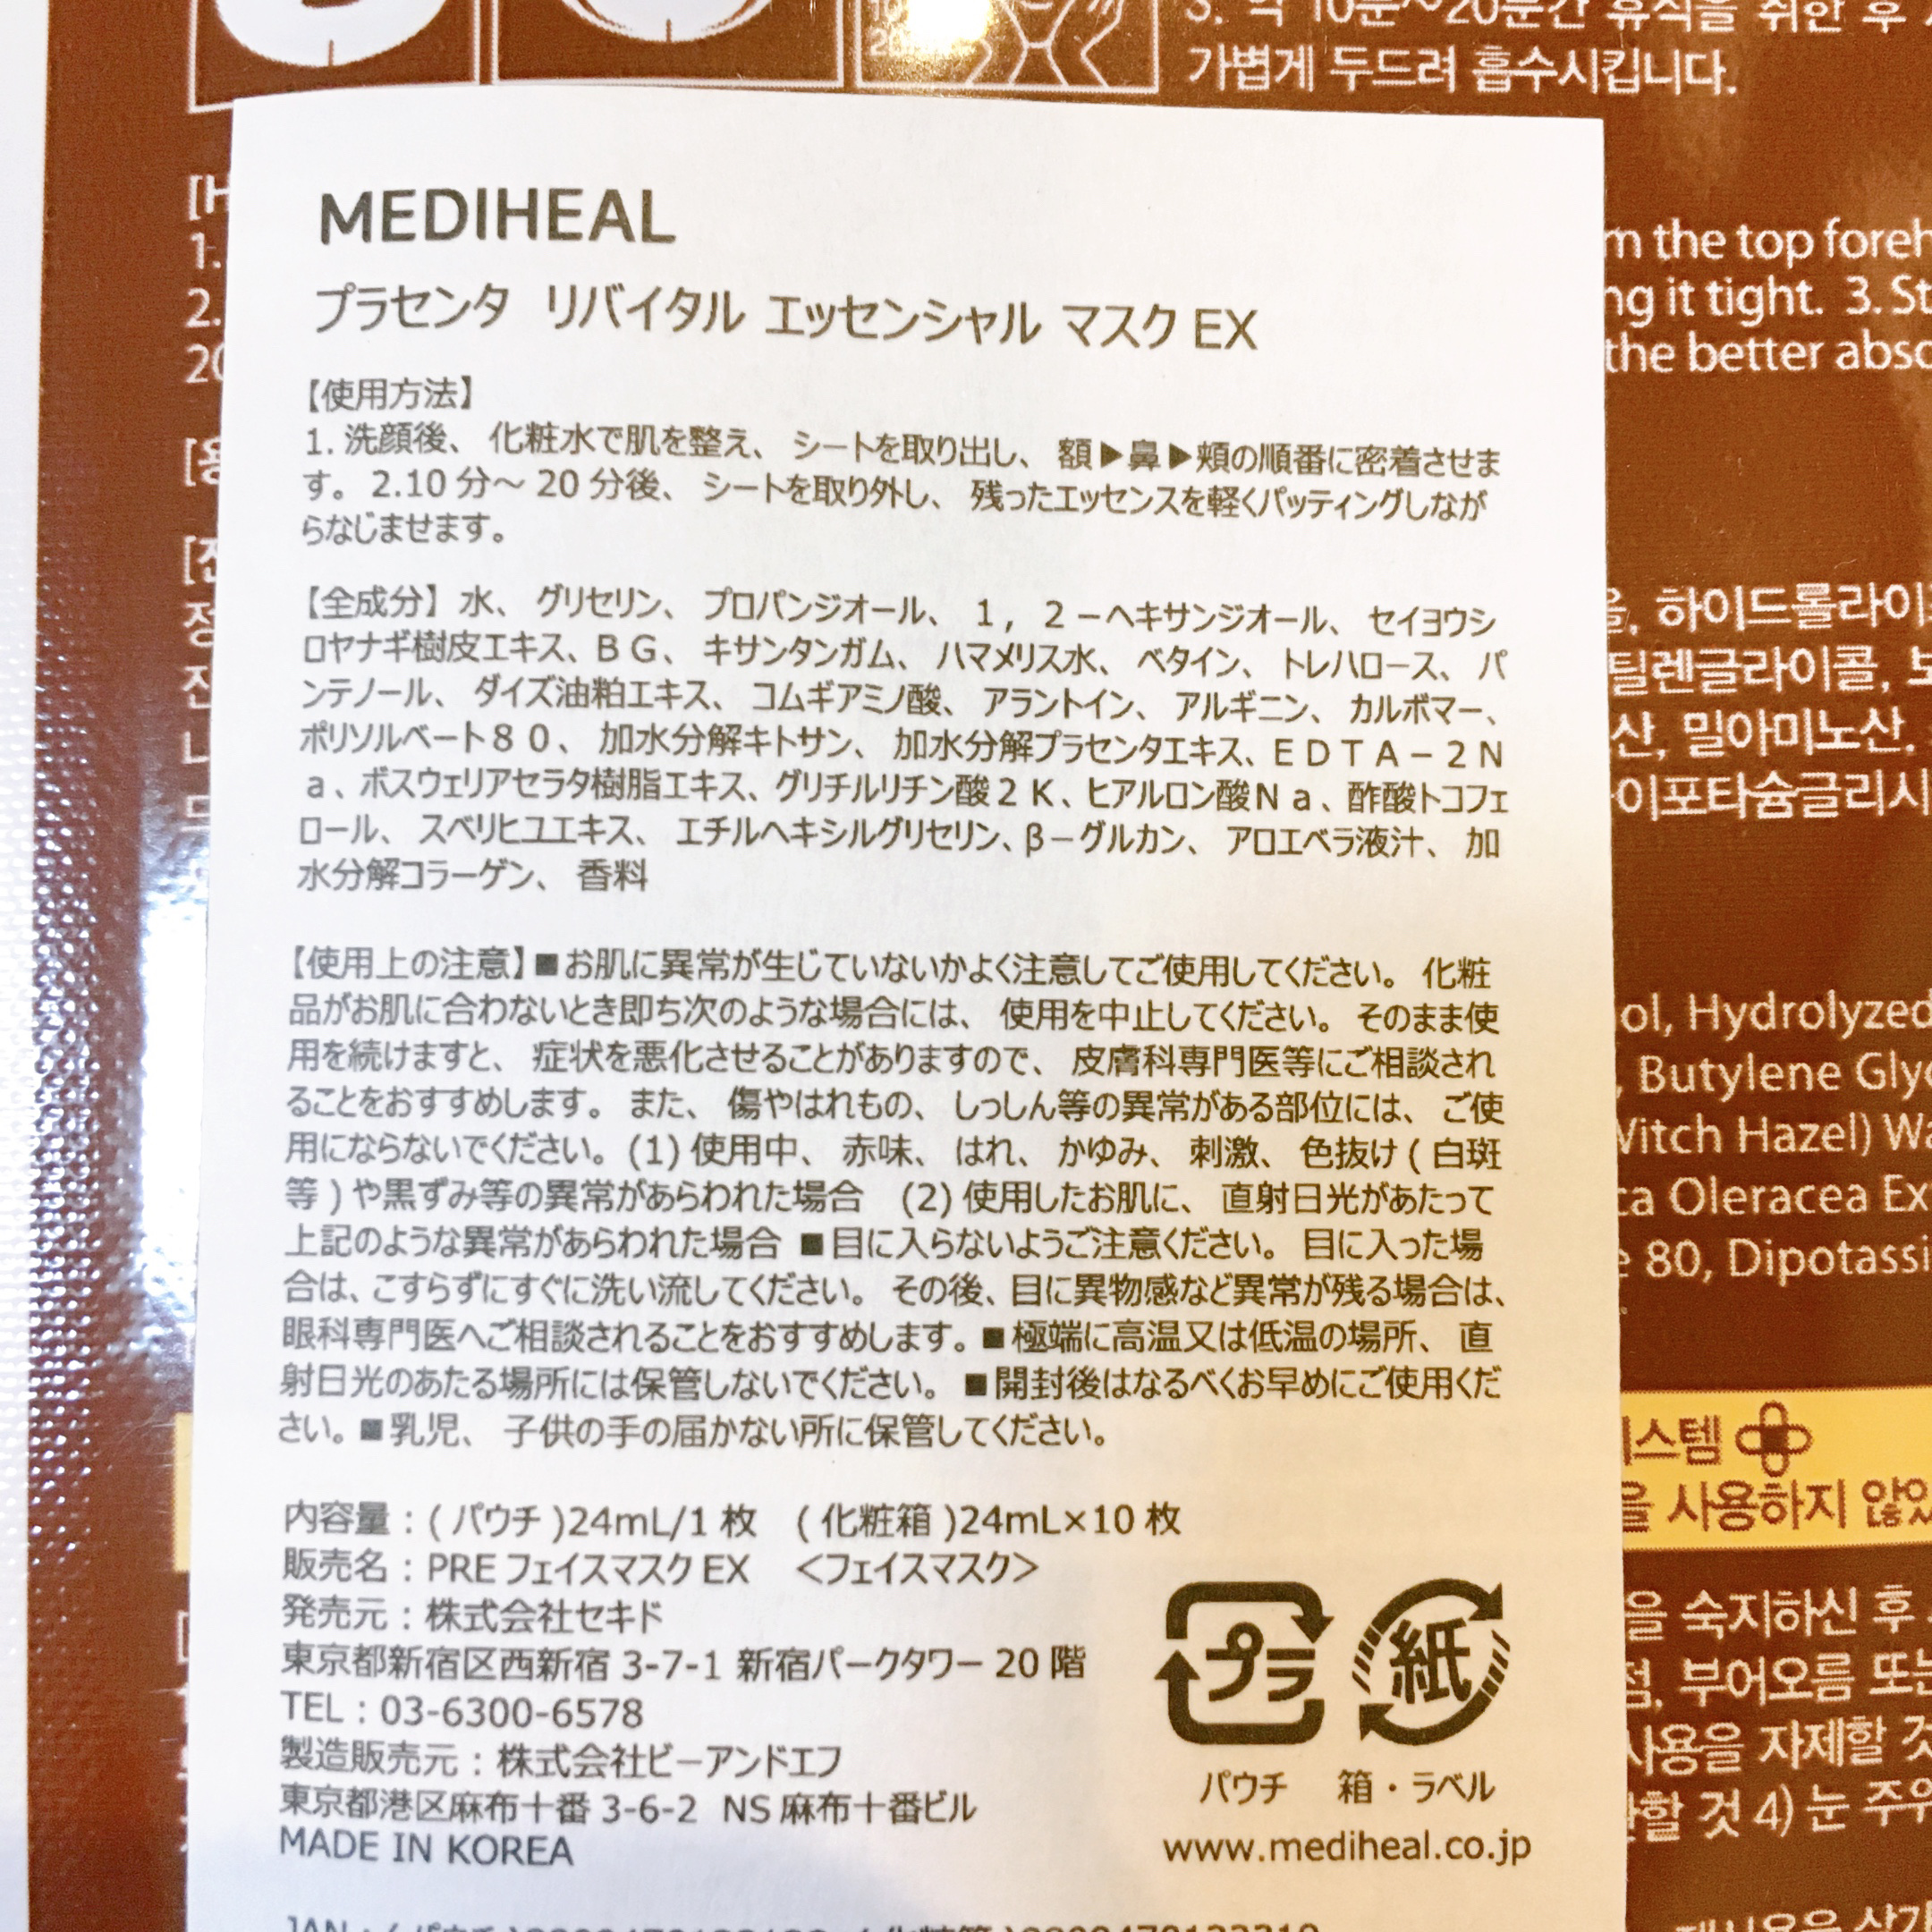 가볍게 두드려 흡수시킵니다.
MEDIHEAL
プラセンタ リバイタル エッセンシャル マスク EX
【使用方法】
1. 洗顔後、 化粧水で肌を整え、 シートを取り出し、 額▶鼻▶頬の順番に密着させま
す。 2.10 分～ 20 分後、 シートを取り外し、 残ったエッセンスを軽くパッティングしなが
らなじませます。
【全成分】水、 グリセリン、 プロパンジオール、 １，２－ヘキサンジオール、 セイヨウシ
ロヤナギ樹皮エキス、ＢＧ、 キサンタンガム、 ハマメリス水、 ベタイン、 トレハロース、 パ
ンテノール、 ダイズ油粕エキス、 コムギアミノ酸、 アラントイン、 アルギニン、 カルボマー、
ポリソルベート８０、 加水分解キトサン、 加水分解プラセンタエキス、ＥＤＴＡ－２Ｎ
ａ、ボスウェリアセラタ樹脂エキス、グリチルリチン酸２Ｋ、ヒアルロン酸Ｎａ、酢酸トコフェ
ロール、 スベリヒユエキス、 エチルヘキシルグリセリン、β－グルカン、 アロエベラ液汁、 加
水分解コラーゲン、 香料
【使用上の注意】■お肌に異常が生じていないかよく注意してご使用してください。 化粧
品がお肌に合わないとき即ち次のような場合には、 使用を中止してください。 そのまま使
用を続けますと、 症状を悪化させることがありますので、 皮膚科専門医等にご相談され
ることをおすすめします。 また、 傷やはれもの、 しっしん等の異常がある部位には、 ご使
用にならないでください。(1) 使用中、 赤味、 はれ、 かゆみ、 刺激、 色抜け ( 白斑
等 ) や黒ずみ等の異常があらわれた場合　(2) 使用したお肌に、 直射日光があたって
上記のような異常があらわれた場合 ■目に入らないようご注意ください。 目に入った場
合は、こすらずにすぐに洗い流してください。 その後、目に異物感など異常が残る場合は、
眼科専門医へご相談されることをおすすめします。■極端に高温又は低温の場所、 直
射日光のあたる場所には保管しないでください。 ■開封後はなるべくお早めにご使用くだ
さい。■乳児、 子供の手の届かない所に保管してください。
内容量：( パウチ )24mL/1 枚　( 化粧箱 )24mL×10 枚
販売名：PRE フェイスマスク EX　＜フェイスマスク＞
発売元：株式会社セキド
東京都新宿区西新宿 3-7-1 新宿パークタワー 20 階
TEL：03-6300-6578
製造販売元：株式会社ビーアンドエフ
東京都港区麻布十番 3-6-2 NS 麻布十番ビル
MADE IN KOREA
プラ 紙
パウチ 箱・ラベル
www.mediheal.co.jp
1.
2.
the top
it tight. 3.
the better
하이드롤라이
틸렌글라이콜,
밀아미노산,
Hydrolyzed
Butylene
Hazel)
Oleracea
80,
사용하지
숙지하신 후
부어오름 또는
사용을 자제할 것
것 4) 눈 주위